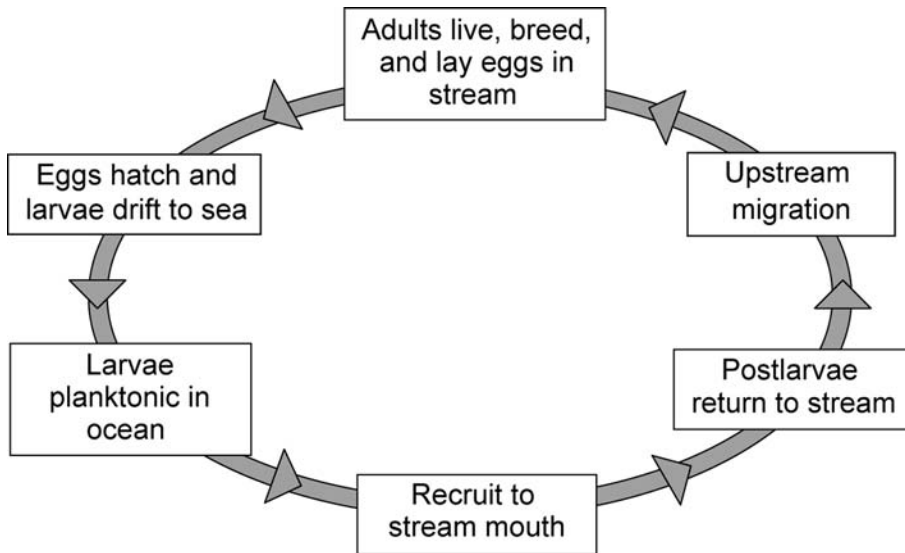 Adults live, breed,
and lay eggs in
stream
Eggs hatch and
larvae drift to sea
Upstream
migration
Larvae
planktonic in
ocean
Postlarvae
return to stream
Recruit to
stream mouth